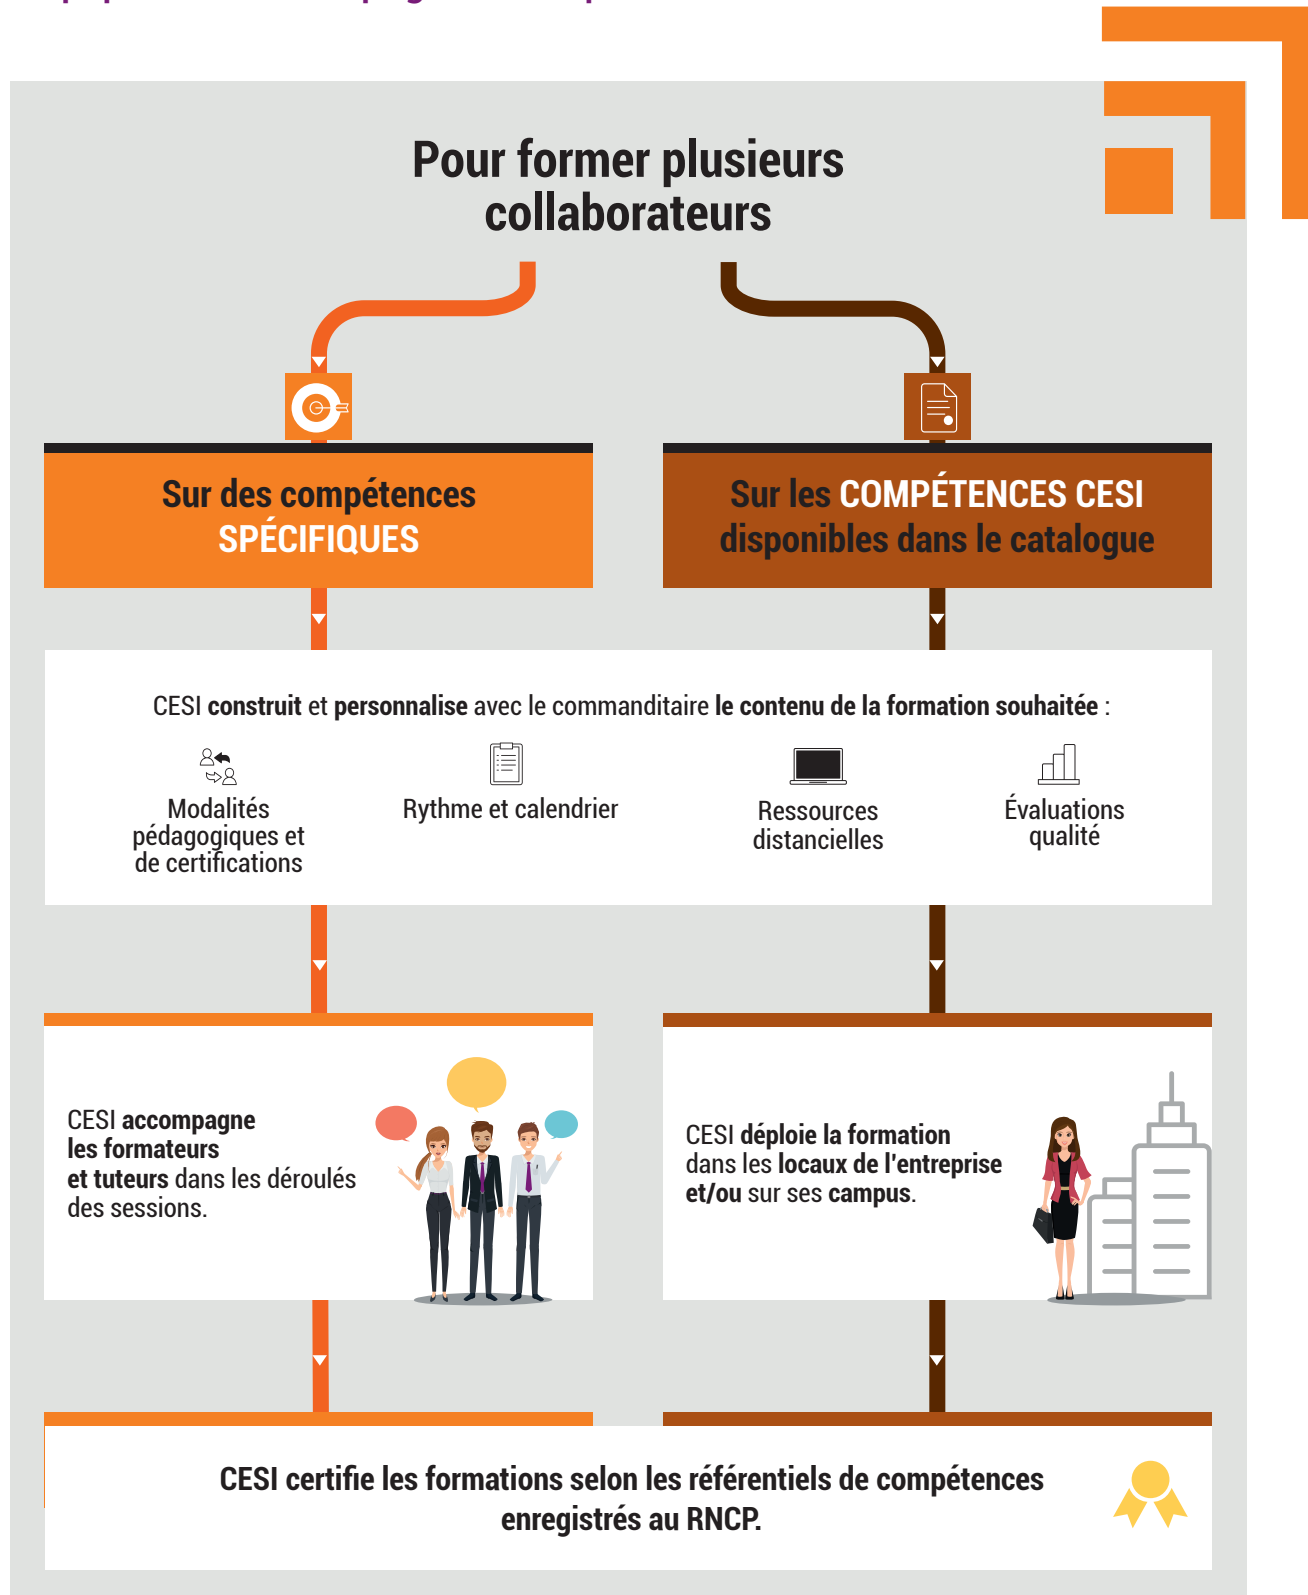 Pour former plusieurs
collaborateurs
Sur des compétences
SPÉCIFIQUES
Sur les COMPÉTENCES CESI
disponibles dans le catalogue
CESI construit et personnalise avec le commanditaire le contenu de la formation souhaitée :
Modalités
pédagogiques et
de certifications
Rythme et calendrier
Ressources
distancielles
Évaluations
qualité
CESI accompagne
les formateurs
et tuteurs dans les déroulés
des sessions.
CESI déploie la formation
dans les locaux de l'entreprise
et/ou sur ses campus.
CESI certifie les formations selon les référentiels de compétences
enregistrés au RNCP.